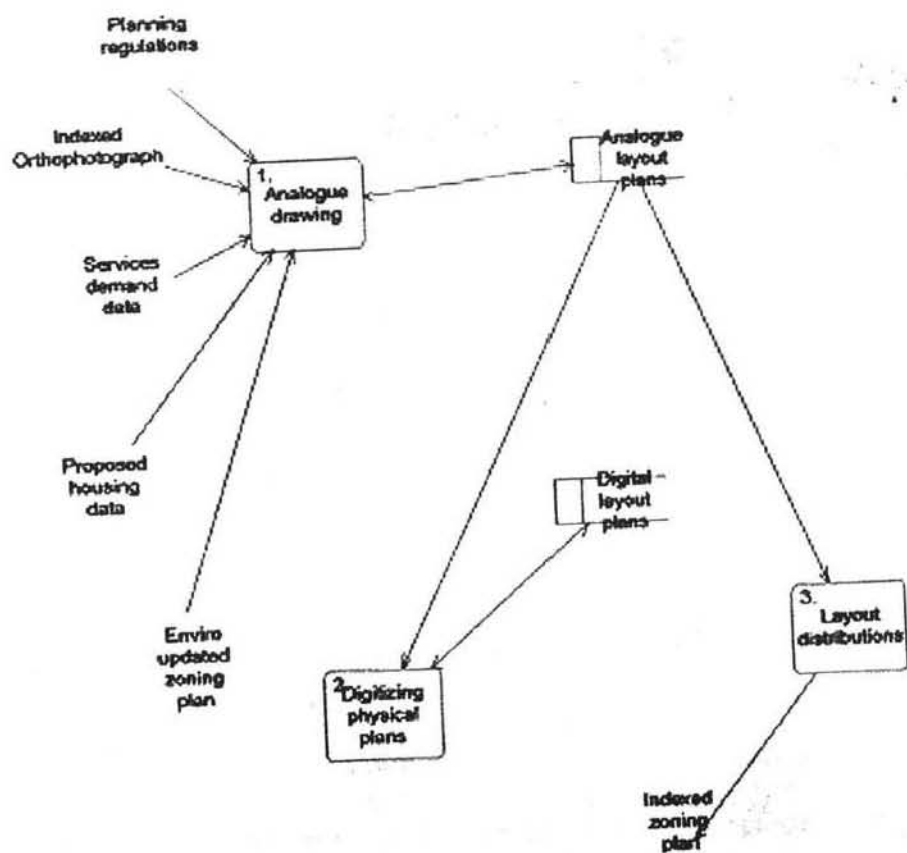 Planning
regulations
Indexed
Orthophotograph
1.
Analogue
drawing
Analogue
layout
plans
Services
demand
data
Proposed
housing
data
Digital
layout
plans
Enviro
updated
zoning
plan
2
Digitizing
physical
plans
3.
Layout
distributions
Indexed
zoning
plan